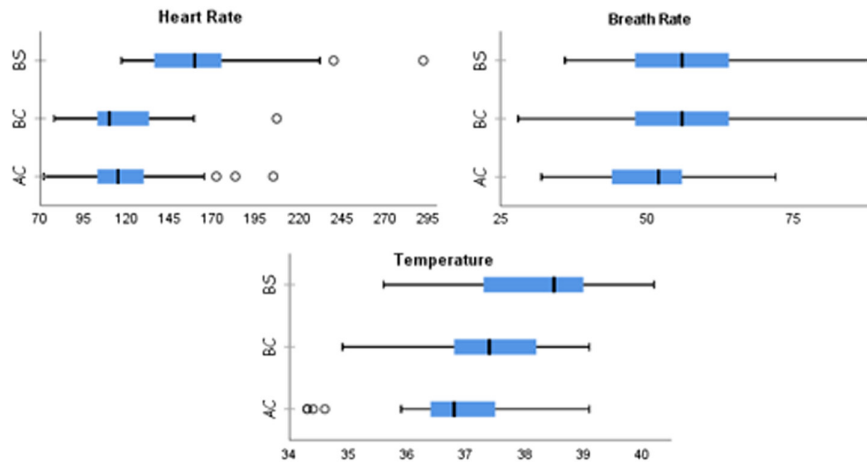 Heart Rate
BS
BC
AC
70 95 120 145 170 195 220 245 270 295
Breath Rate
BS
BC
AC
25 50 75
Temperature
BS
BC
AC
34 35 36 37 38 39 40